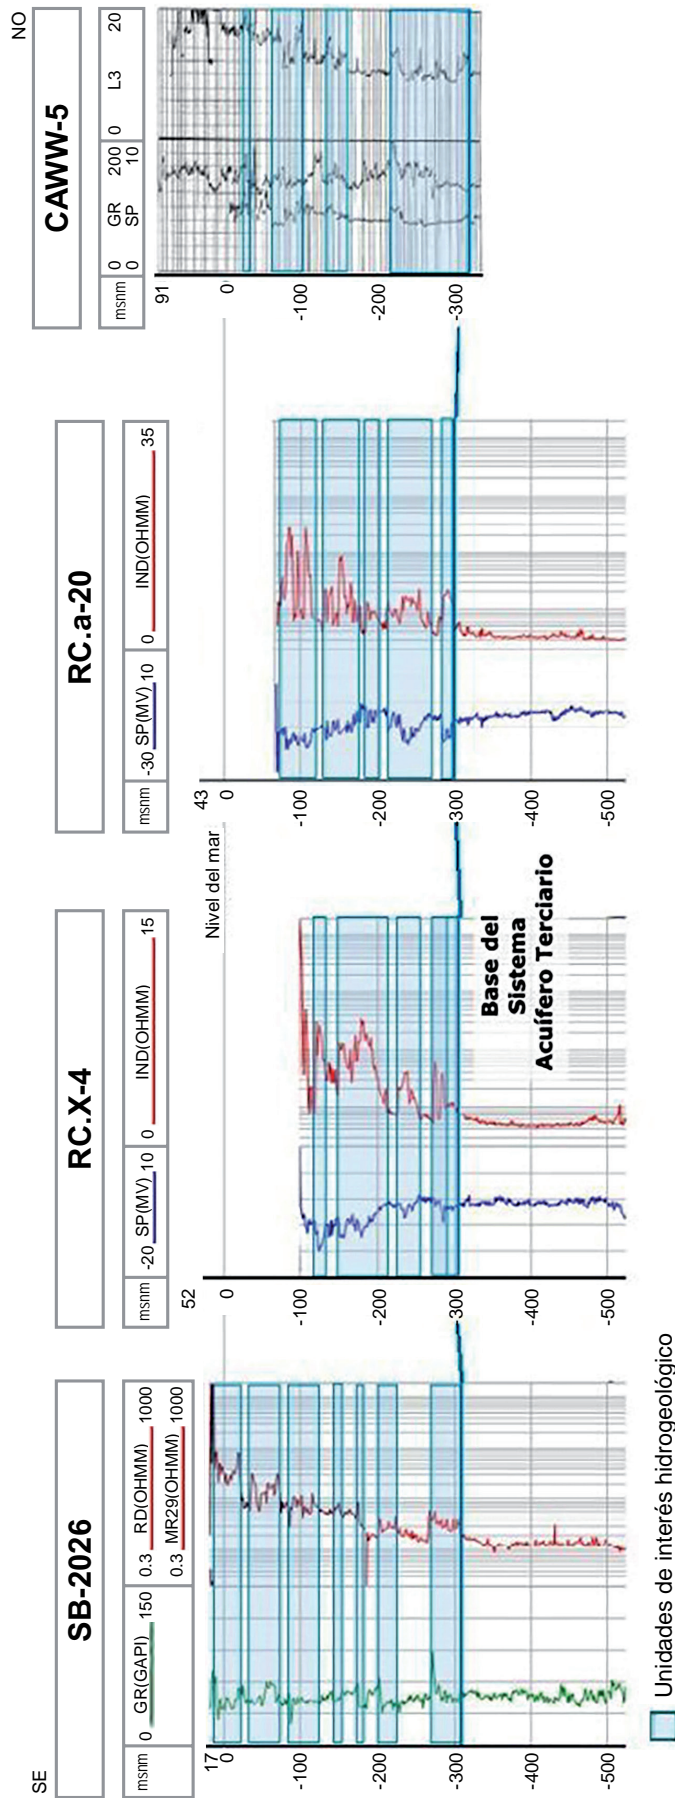 SE
NO
SB-2026
RC.X-4
RC.a-20
CAWW-5
msnm
0 GR(GAPI) 150
0.3 RD(OHMM) 1000
0.3 MR29(OHMM) 1000
17
0
-100
-200
-300
-400
-500
msnm
-20 SP(MV) 10
0 IND(OHMM) 15
52
0
-100
-200
-300
-400
-500
Nivel del mar
Base del
Sistema
Acuífero Terciario
msnm
-30 SP(MV) 10
0 IND(OHMM) 35
43
0
-100
-200
-300
-400
-500
msnm
0 GR 200
0 SP 10
0 L3 20
91
0
-100
-200
-300
Unidades de interés hidrogeológico